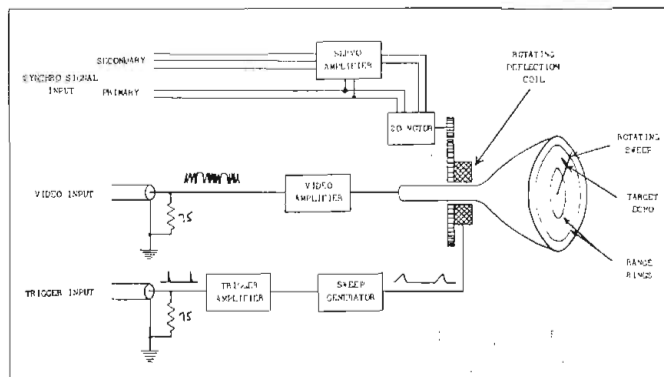 SERVO
AMPLIFIER
SECONDARY
SYNCHRO SIGNAL
INPUT
PRIMARY
ROTATING
DEFLECTION
COIL
MOTOR
ROTATING
SWEEP
TARGET
ECHO
VIDEO INPUT
VIDEO
AMPLIFIER
75
RANGE
RINGS
TRIGGER INPUT
TRIGGER
AMPLIFIER
SWEEP
GENERATOR
75